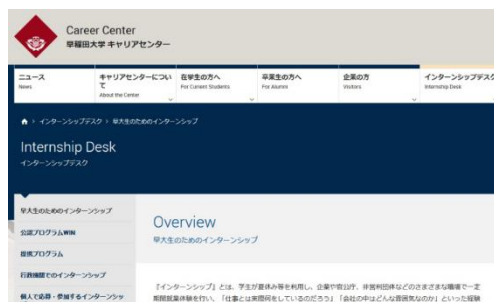 Career Center
早稲田大学 キャリアセンター
ニュース
News
キャリアセンターについて
About the Center
在学生の方へ
For Current Students
卒業生の方へ
For Alumni
企業の方
Visitors
インターンシップデスク
Internship Desk
インターンシップデスク > 早大生のためのインターンシップ
Internship Desk
インターンシップデスク
早大生のためのインターンシップ
公認プログラムWIN
提携プログラム
行政機関でのインターンシップ
個人で応募・参加するインターンシッ
Overview
早大生のためのインターンシップ
『インターンシップ』とは、学生が夏休み等を利用し、企業や官公庁、非営利団体などのさまざまな職場で一定
期間就業体験を行い、「仕事とは実際何をしているのだろう」「会社の中はどんな雰囲気なのか」といった経験